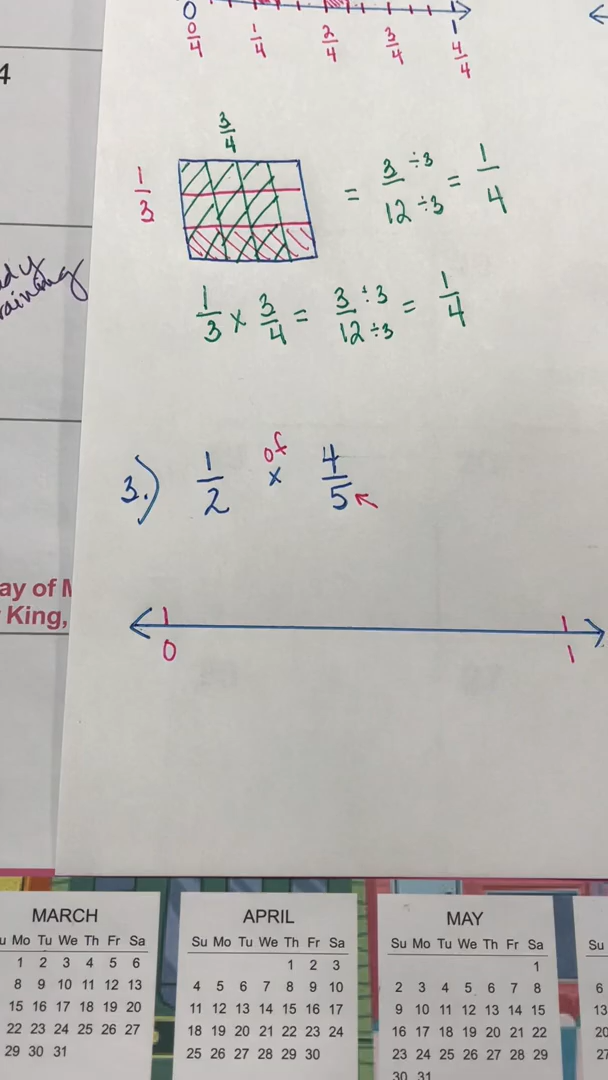 0 1
0/4 1/4 2/4 3/4 4/4
4
3/4
1/3 = 3/12 ÷3/÷3 = 1/4
1/3 × 3/4 = 3/12 ÷3/÷3 = 1/4
of
3.) 1/2 × 4/5
0 1
ay of M
King,
MARCH
u Mo Tu We Th Fr Sa
1 2 3 4 5 6
8 9 10 11 12 13
15 16 17 18 19 20
22 23 24 25 26 27
29 30 31
APRIL
Su Mo Tu We Th Fr Sa
1 2 3
4 5 6 7 8 9 10
11 12 13 14 15 16 17
18 19 20 21 22 23 24
25 26 27 28 29 30
MAY
Su Mo Tu We Th Fr Sa
1
2 3 4 5 6 7 8
9 10 11 12 13 14 15
16 17 18 19 20 21 22
23 24 25 26 27 28 29
30 31
Su
6
13
20
27